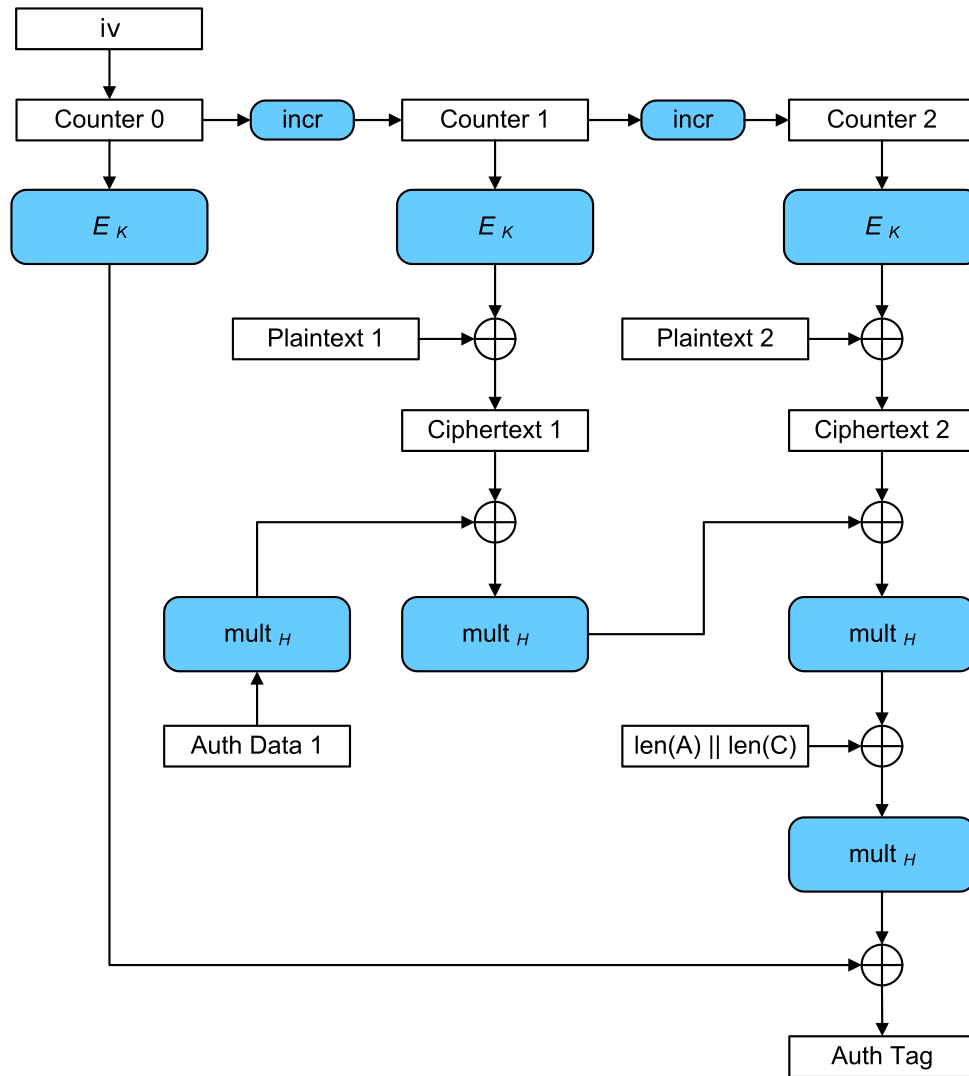 iv
Counter 0
incr
Counter 1
incr
Counter 2
E K
E K
E K
Plaintext 1
Plaintext 2
Ciphertext 1
Ciphertext 2
mult H
mult H
mult H
Auth Data 1
len(A) || len(C)
mult H
Auth Tag